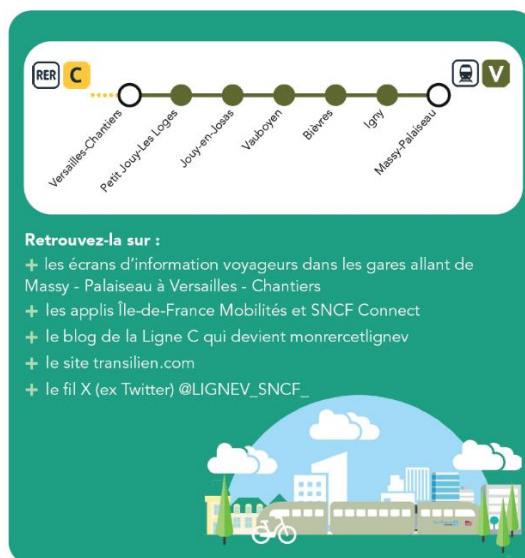 RER C
V
Versailles-Chantiers
Petit Jouy-Les Loges
Jouy-en-Josas
Vauboyen
Bièvres
Igny
Massy-Palaiseau
Retrouvez-la sur :
+ les écrans d'information voyageurs dans les gares allant de
Massy - Palaiseau à Versailles - Chantiers
+ les applis Île-de-France Mobilités et SNCF Connect
+ le blog de la Ligne C qui devient monrercetlignev
+ le site transilien.com
+ le fil X (ex Twitter) @LIGNEV_SNCF_